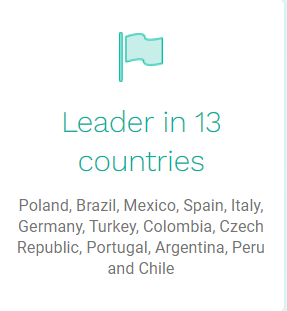 Leader in 13
countries
Poland, Brazil, Mexico, Spain, Italy,
Germany, Turkey, Colombia, Czech
Republic, Portugal, Argentina, Peru
and Chile